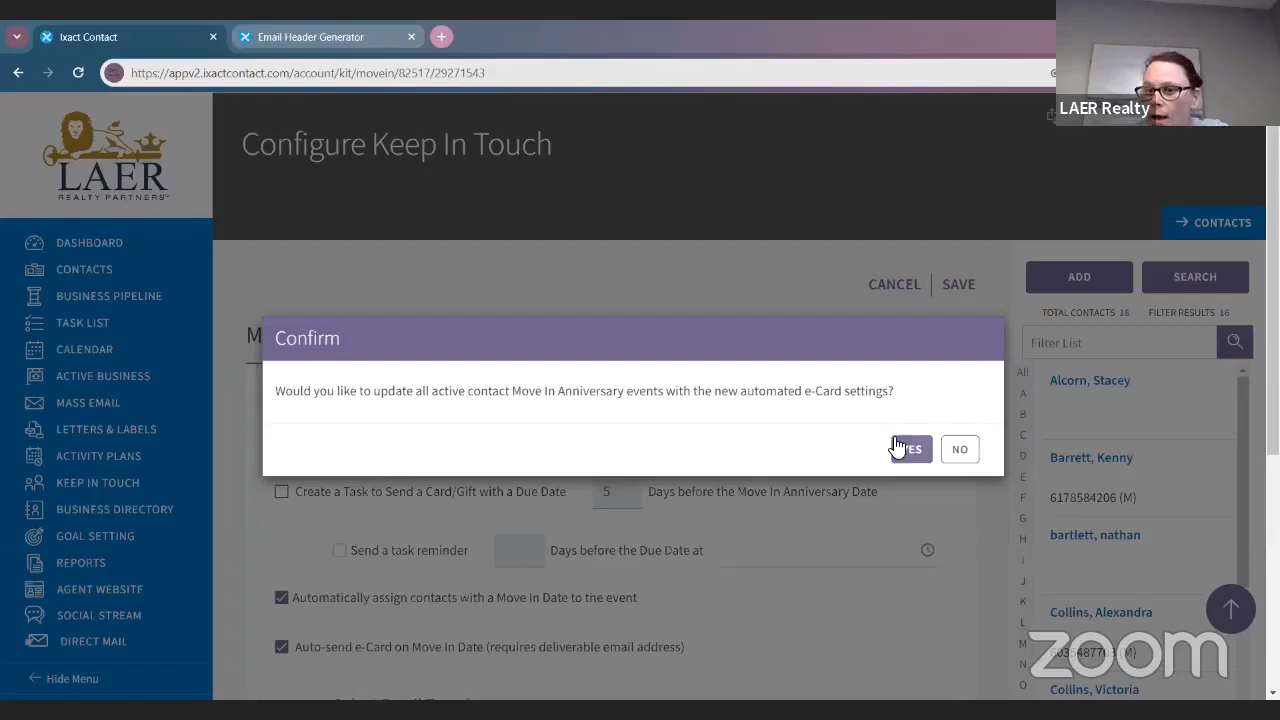 Ixact Contact
Email Header Generator
https://appv2.ixactcontact.com/account/kit/movein/82517/29271543
LAER Realty
LAER
REALTY PARTNERS
Configure Keep In Touch
CONTACTS
DASHBOARD
CONTACTS
BUSINESS PIPELINE
TASK LIST
CALENDAR
ACTIVE BUSINESS
MASS EMAIL
LETTERS & LABELS
ACTIVITY PLANS
KEEP IN TOUCH
BUSINESS DIRECTORY
GOAL SETTING
REPORTS
AGENT WEBSITE
SOCIAL STREAM
DIRECT MAIL
Hide Menu
CANCEL SAVE
M
Confirm
Would you like to update all active contact Move In Anniversary events with the new automated e-Card settings?
YES NO
Create a Task to Send a Card/Gift with a Due Date 5 Days before the Move In Anniversary Date
Send a task reminder Days before the Due Date at
Automatically assign contacts with a Move In Date to the event
Auto-send e-Card on Move In Date (requires deliverable email address)
ADD SEARCH
TOTAL CONTACTS 16 FILTER RESULTS 16
Filter List
All
A
B
C
D
E
F
G
H
i
J
K
L
M
N
O
Alcorn, Stacey
Barrett, Kenny
6178584206 (M)
bartlett, nathan
Collins, Alexandra
6035487703 (M)
Collins, Victoria
zoom